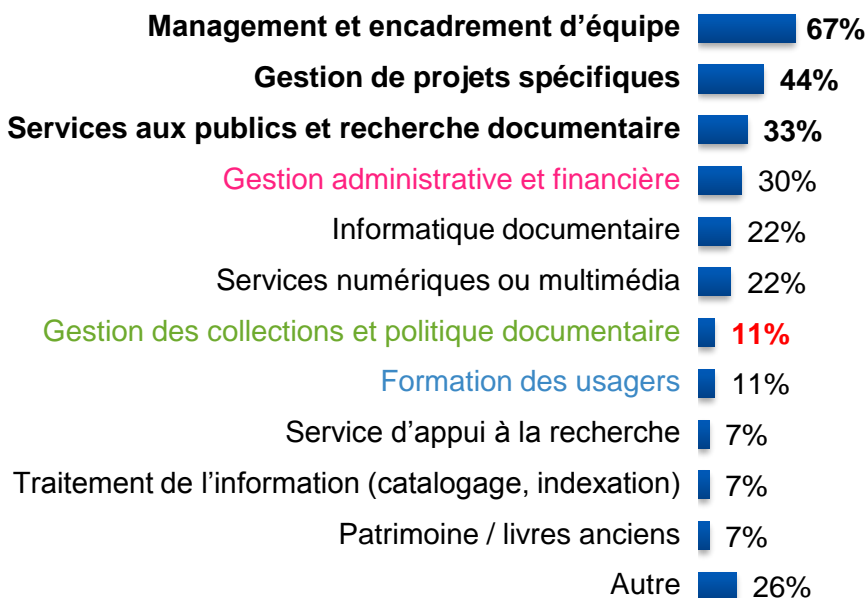 Management et encadrement d’équipe 67%
Gestion de projets spécifiques 44%
Services aux publics et recherche documentaire 33%
Gestion administrative et financière 30%
Informatique documentaire 22%
Services numériques ou multimédia 22%
Gestion des collections et politique documentaire 11%
Formation des usagers 11%
Service d’appui à la recherche 7%
Traitement de l’information (catalogage, indexation) 7%
Patrimoine / livres anciens 7%
Autre 26%